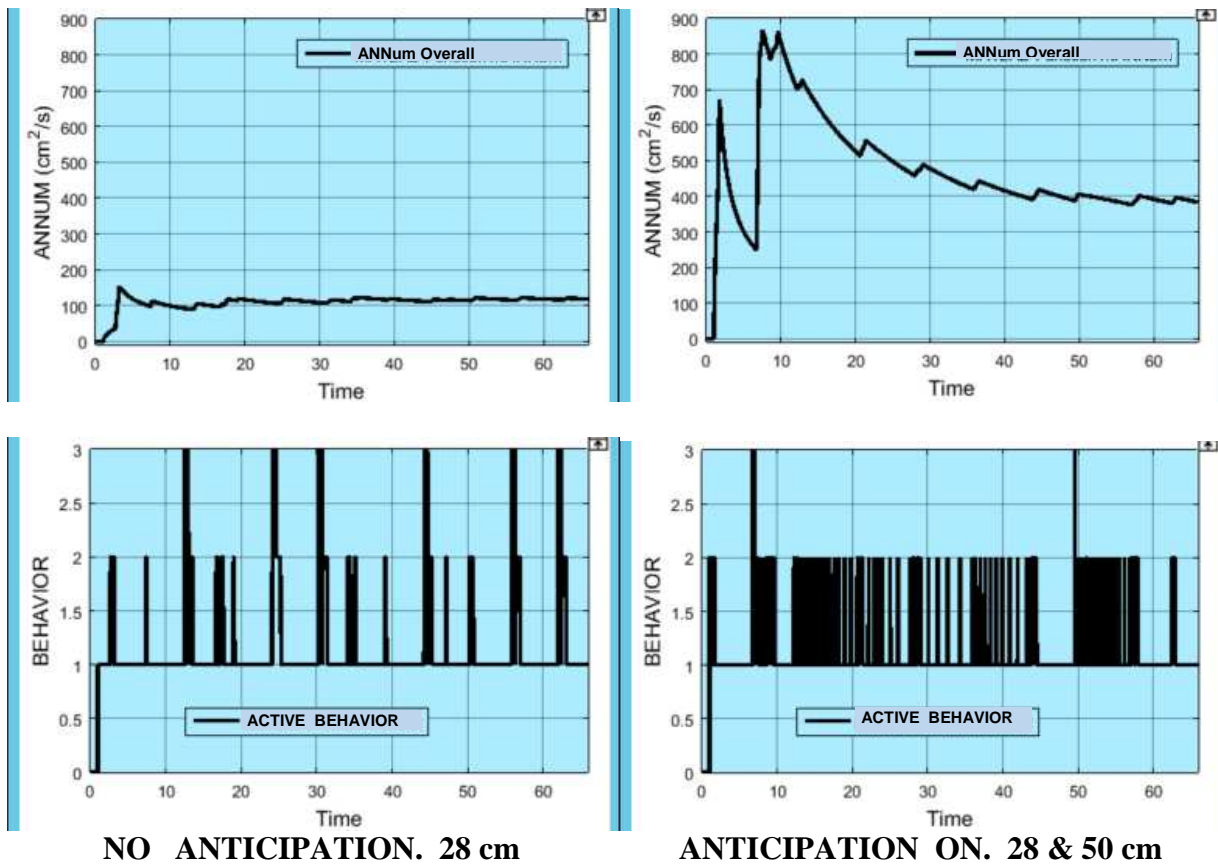 900
800
700
600
500
400
300
200
100
0
ANNUM (cm²/s)
ANNum Overall
0 10 20 30 40 50 60
Time
900
800
700
600
500
400
300
200
100
0
ANNUM (cm²/s)
ANNum Overall
0 10 20 30 40 50 60
Time
3
2.5
2
1.5
1
0.5
0
BEHAVIOR
ACTIVE BEHAVIOR
0 10 20 30 40 50 60
Time
3
2.5
2
1.5
1
0.5
0
BEHAVIOR
ACTIVE BEHAVIOR
0 10 20 30 40 50 60
Time
NO ANTICIPATION. 28 cm
ANTICIPATION ON. 28 & 50 cm